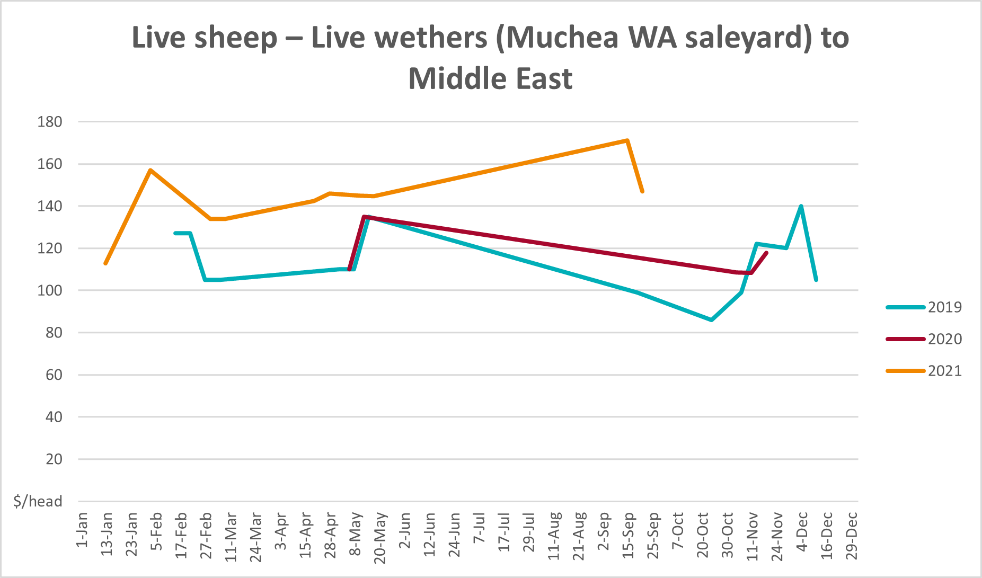 Live sheep – Live wethers (Muchea WA saleyard) to
Middle East
180
160
140
120
100
80
60
40
20
$/head
1-Jan
13-Jan
23-Jan
5-Feb
17-Feb
27-Feb
11-Mar
24-Mar
3-Apr
15-Apr
28-Apr
8-May
20-May
2-Jun
12-Jun
24-Jun
7-Jul
17-Jul
29-Jul
11-Aug
21-Aug
2-Sep
15-Sep
25-Sep
7-Oct
20-Oct
30-Oct
11-Nov
24-Nov
4-Dec
16-Dec
29-Dec
2019
2020
2021